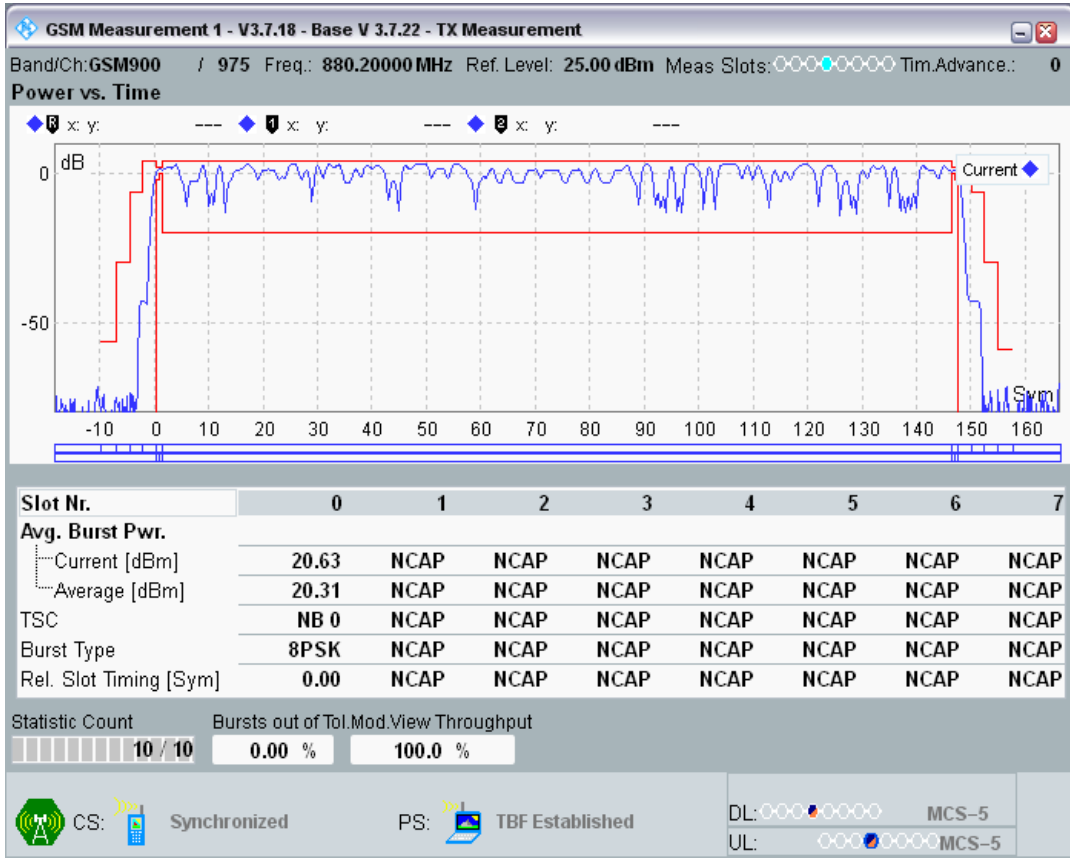 GSM Measurement 1 - V3.7.18 - Base V 3.7.22 - TX Measurement
Band/Ch:GSM900 / 975 Freq.: 880.20000 MHz Ref. Level: 25.00 dBm Meas Slots: Tim.Advance.: 0
Power vs. Time
R x: y: --- 1 x: y: --- 2 x: y: ---
dB
Current
0
-50
Sym
-10 0 10 20 30 40 50 60 70 80 90 100 110 120 130 140 150 160
Slot Nr. 0 1 2 3 4 5 6 7
Avg. Burst Pwr.
Current [dBm] 20.63 NCAP NCAP NCAP NCAP NCAP NCAP NCAP
Average [dBm] 20.31 NCAP NCAP NCAP NCAP NCAP NCAP NCAP
TSC NB 0 NCAP NCAP NCAP NCAP NCAP NCAP NCAP
Burst Type 8PSK NCAP NCAP NCAP NCAP NCAP NCAP NCAP
Rel. Slot Timing [Sym] 0.00 NCAP NCAP NCAP NCAP NCAP NCAP NCAP
Statistic Count Bursts out of Tol.Mod.View Throughput
10 / 10 0.00 % 100.0 %
CS: Synchronized PS: TBF Established DL: MCS-5
UL: MCS-5